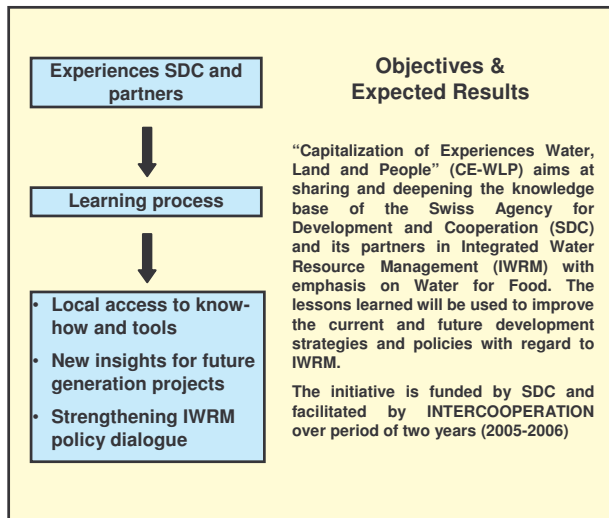 Experiences SDC and
partners
Learning process
• Local access to know-
how and tools
• New insights for future
generation projects
• Strengthening IWRM
policy dialogue
Objectives &
Expected Results
“Capitalization of Experiences Water,
Land and People” (CE-WLP) aims at
sharing and deepening the knowledge
base of the Swiss Agency for
Development and Cooperation (SDC)
and its partners in Integrated Water
Resource Management (IWRM) with
emphasis on Water for Food. The
lessons learned will be used to improve
the current and future development
strategies and policies with regard to
IWRM.
The initiative is funded by SDC and
facilitated by INTERCOOPERATION
over period of two years (2005-2006)